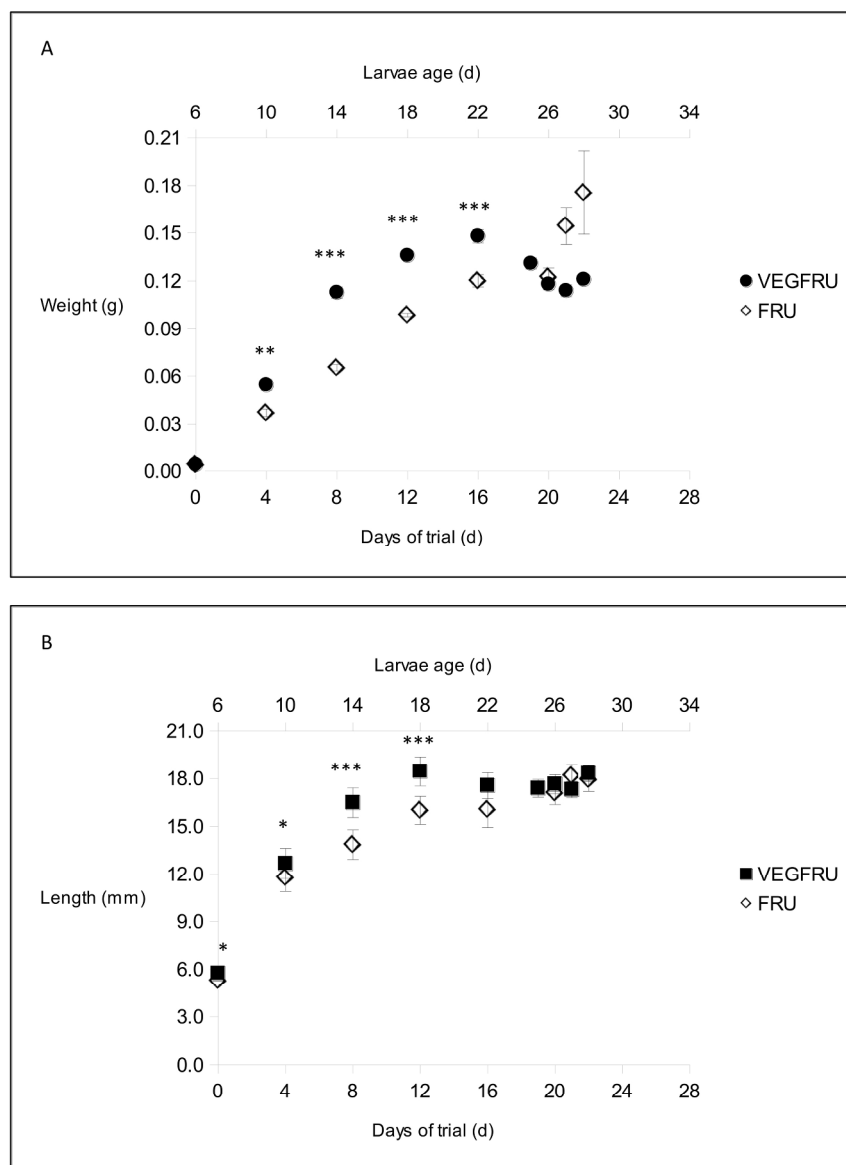 A
Larvae age (d)
6 10 14 18 22 26 30 34
0.21
0.18
***
***
***
0.15
0.12
VEGFRU
Weight (g)
FRU
0.09
**
0.06
0.03
0.00
0 4 8 12 16 20 24 28
Days of trial (d)
B
Larvae age (d)
6 10 14 18 22 26 30 34
21.0
***
***
18.0
15.0
*
12.0
VEGFRU
Length (mm)
FRU
9.0
*
6.0
3.0
0.0
0 4 8 12 16 20 24 28
Days of trial (d)